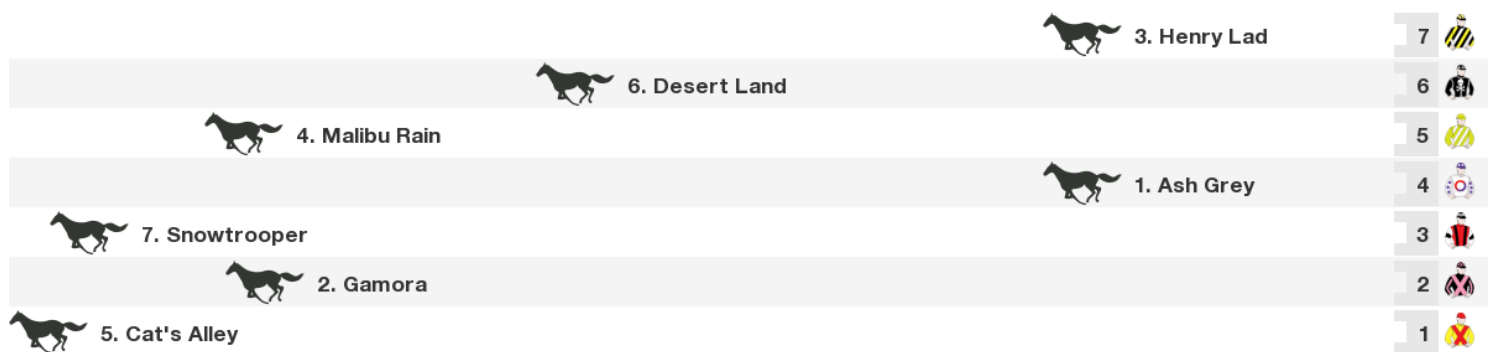 3. Henry Lad 7
6. Desert Land 6
4. Malibu Rain 5
1. Ash Grey 4
7. Snowtrooper 3
2. Gamora 2
5. Cat's Alley 1